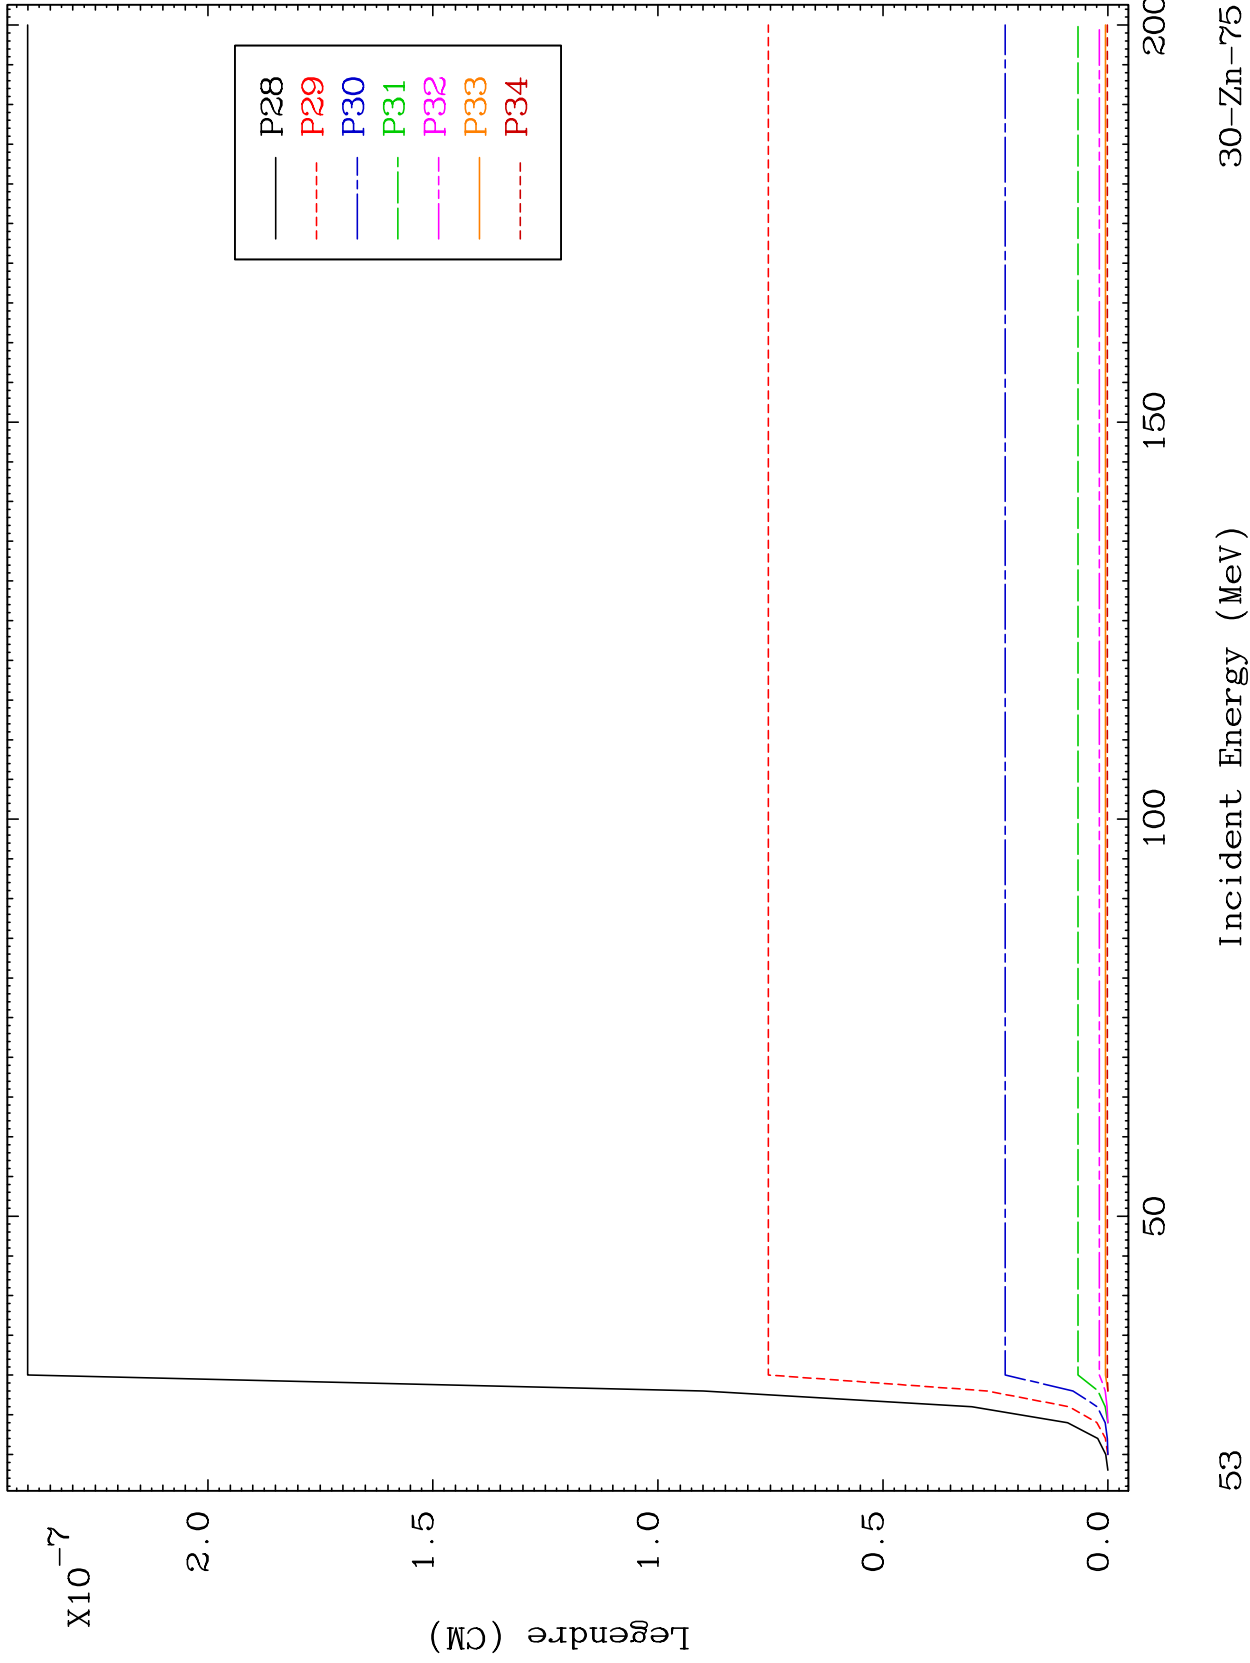 X10-7
2.0
1.5
1.0
0.5
0.0
Legendre (CM)
P28
P29
P30
P31
P32
P33
P34
50
100
150
200
53
Incident Energy (MeV)
30-Zn-75